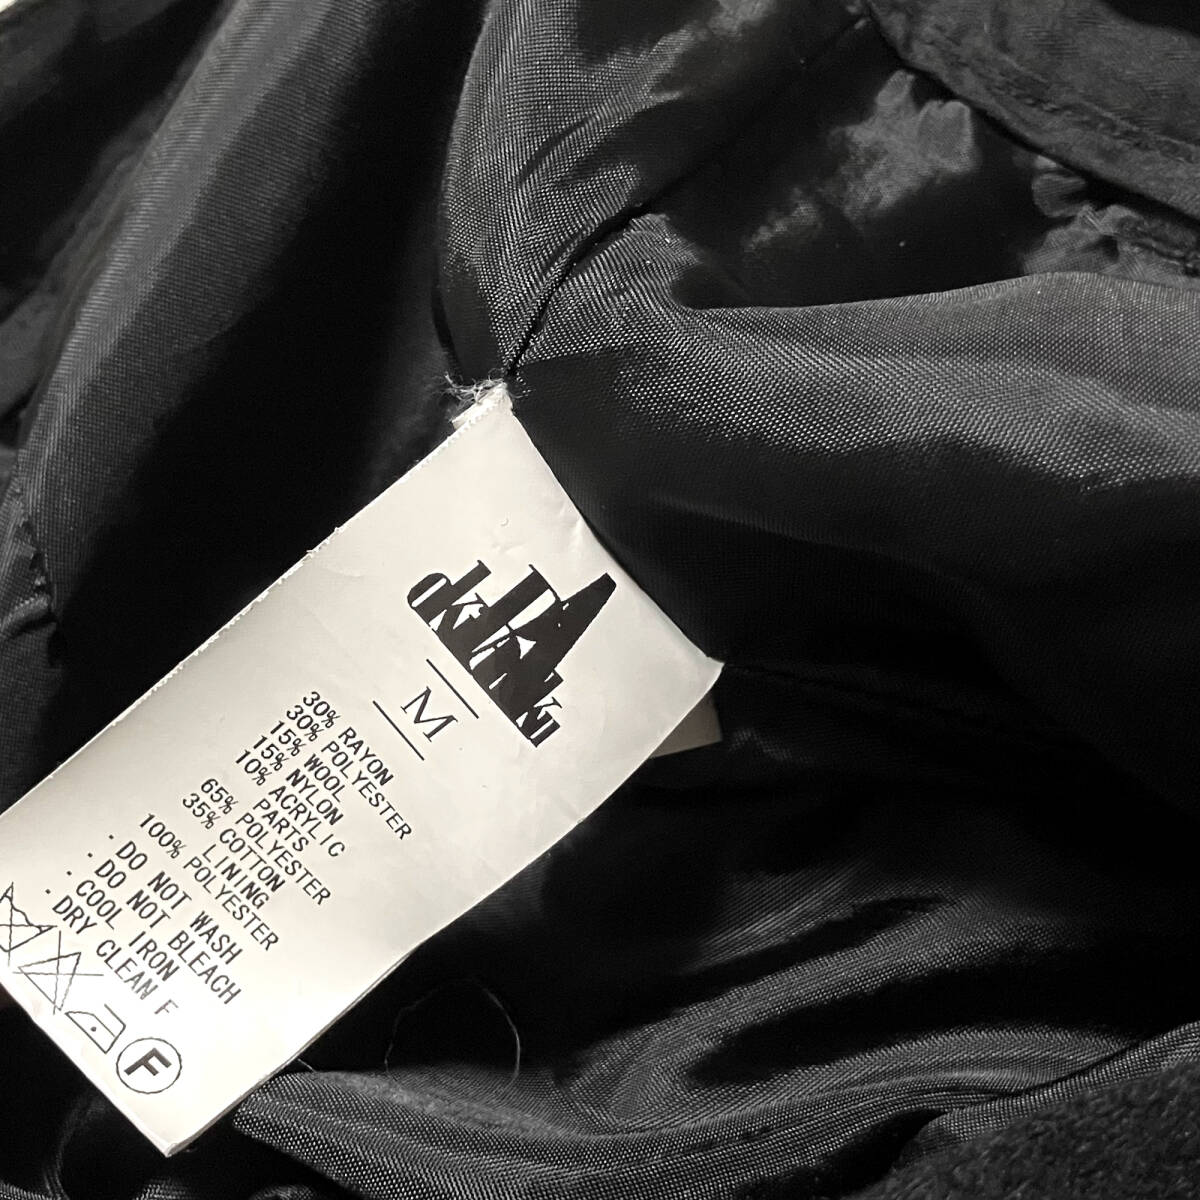 M
30% RAYON
30% POLYESTER
15% WOOL
15% NYLON
10% ACRYLIC
PARTS
65% POLYESTER
35% COTTON
LINING
100% POLYESTER
· DO NOT WASH
· DO NOT BLEACH
· COOL IRON
· DRY CLEAN F
F